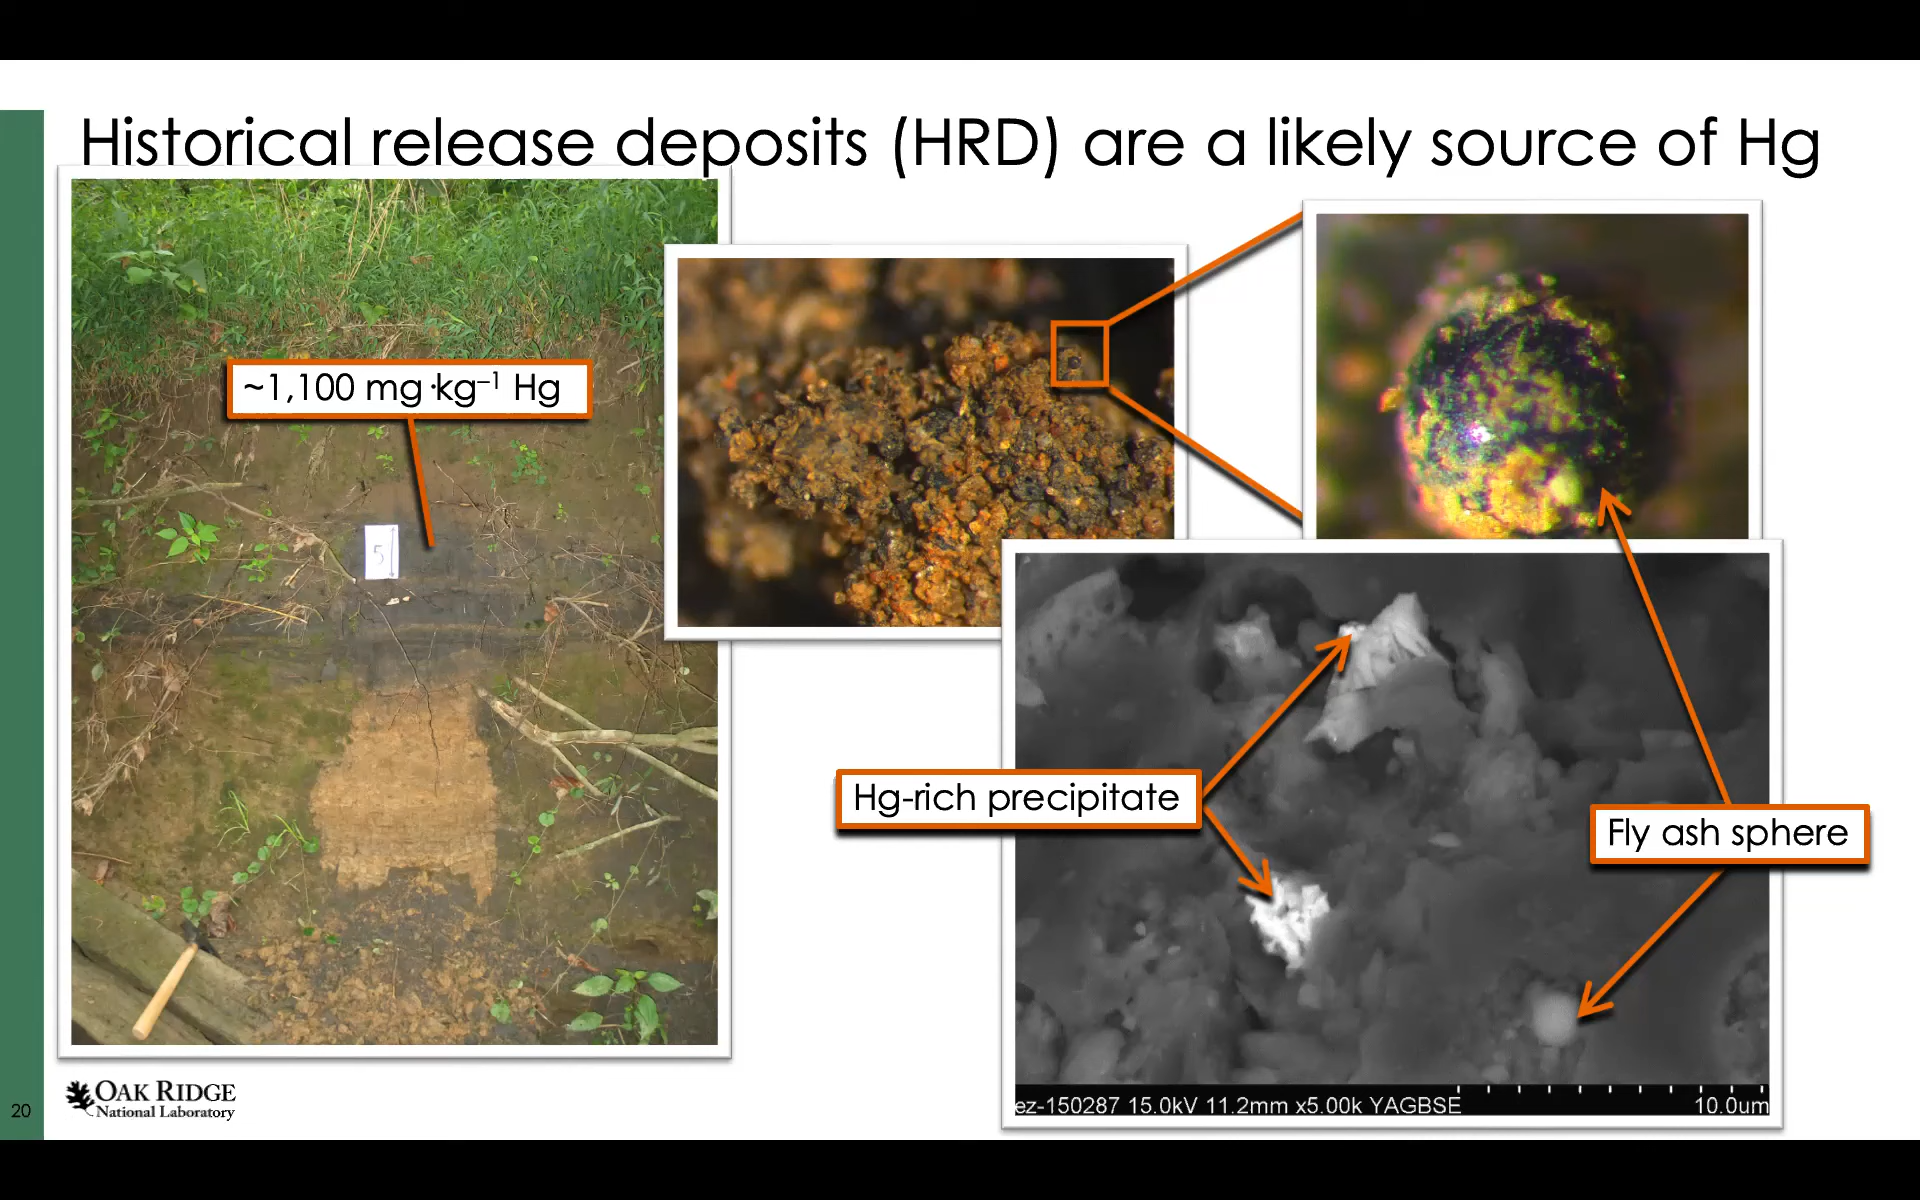 Historical release deposits (HRD) are a likely source of Hg
~1,100 mg·kg⁻¹ Hg
5
Hg-rich precipitate
Fly ash sphere
ez-150287 15.0kV 11.2mm x5.00k YAGBSE
10.0um
20
OAK RIDGE
National Laboratory